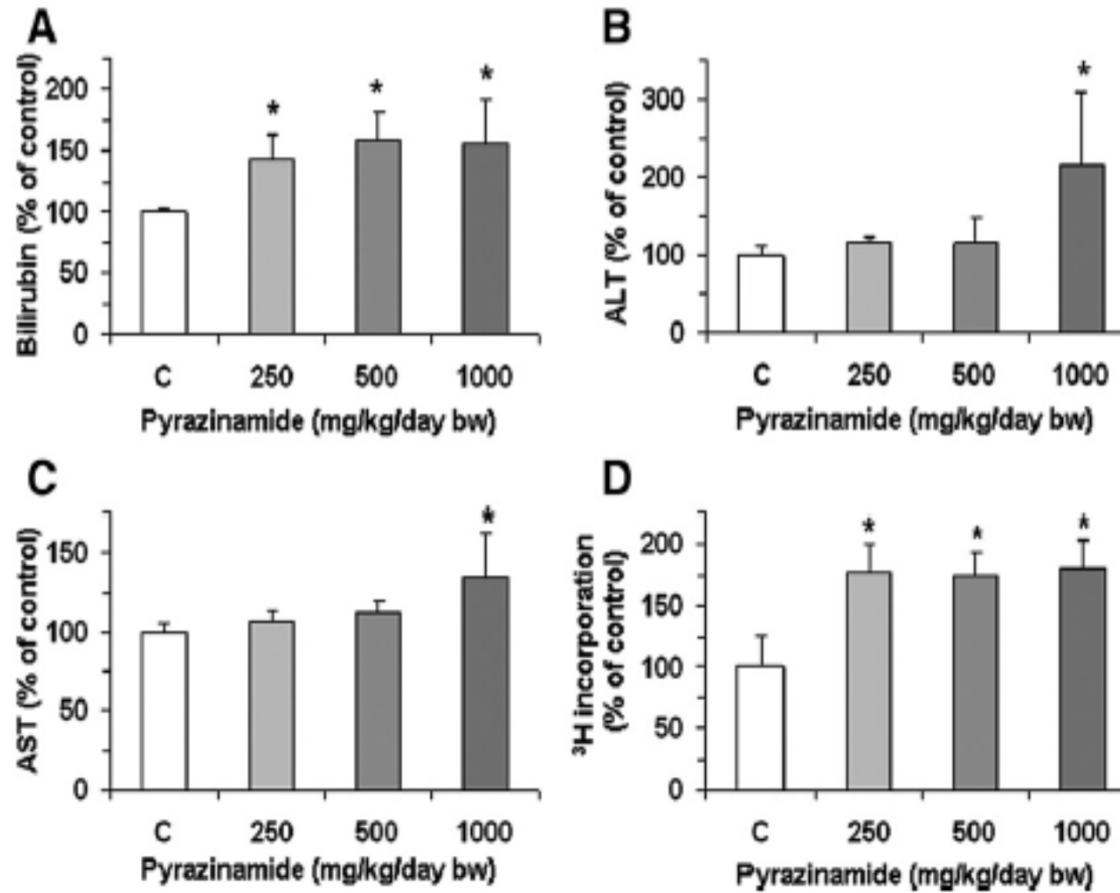 A
Bilirubin (% of control)
200
150
100
50
0
*
*
*
C 250 500 1000
Pyrazinamide (mg/kg/day bw)
B
ALT (% of control)
300
200
100
0
*
C 250 500 1000
Pyrazinamide (mg/kg/day bw)
C
AST (% of control)
150
100
50
0
*
C 250 500 1000
Pyrazinamide (mg/kg/day bw)
D
³H incorporation
(% of control)
200
150
100
50
0
*
*
*
C 250 500 1000
Pyrazinamide (mg/kg/day bw)